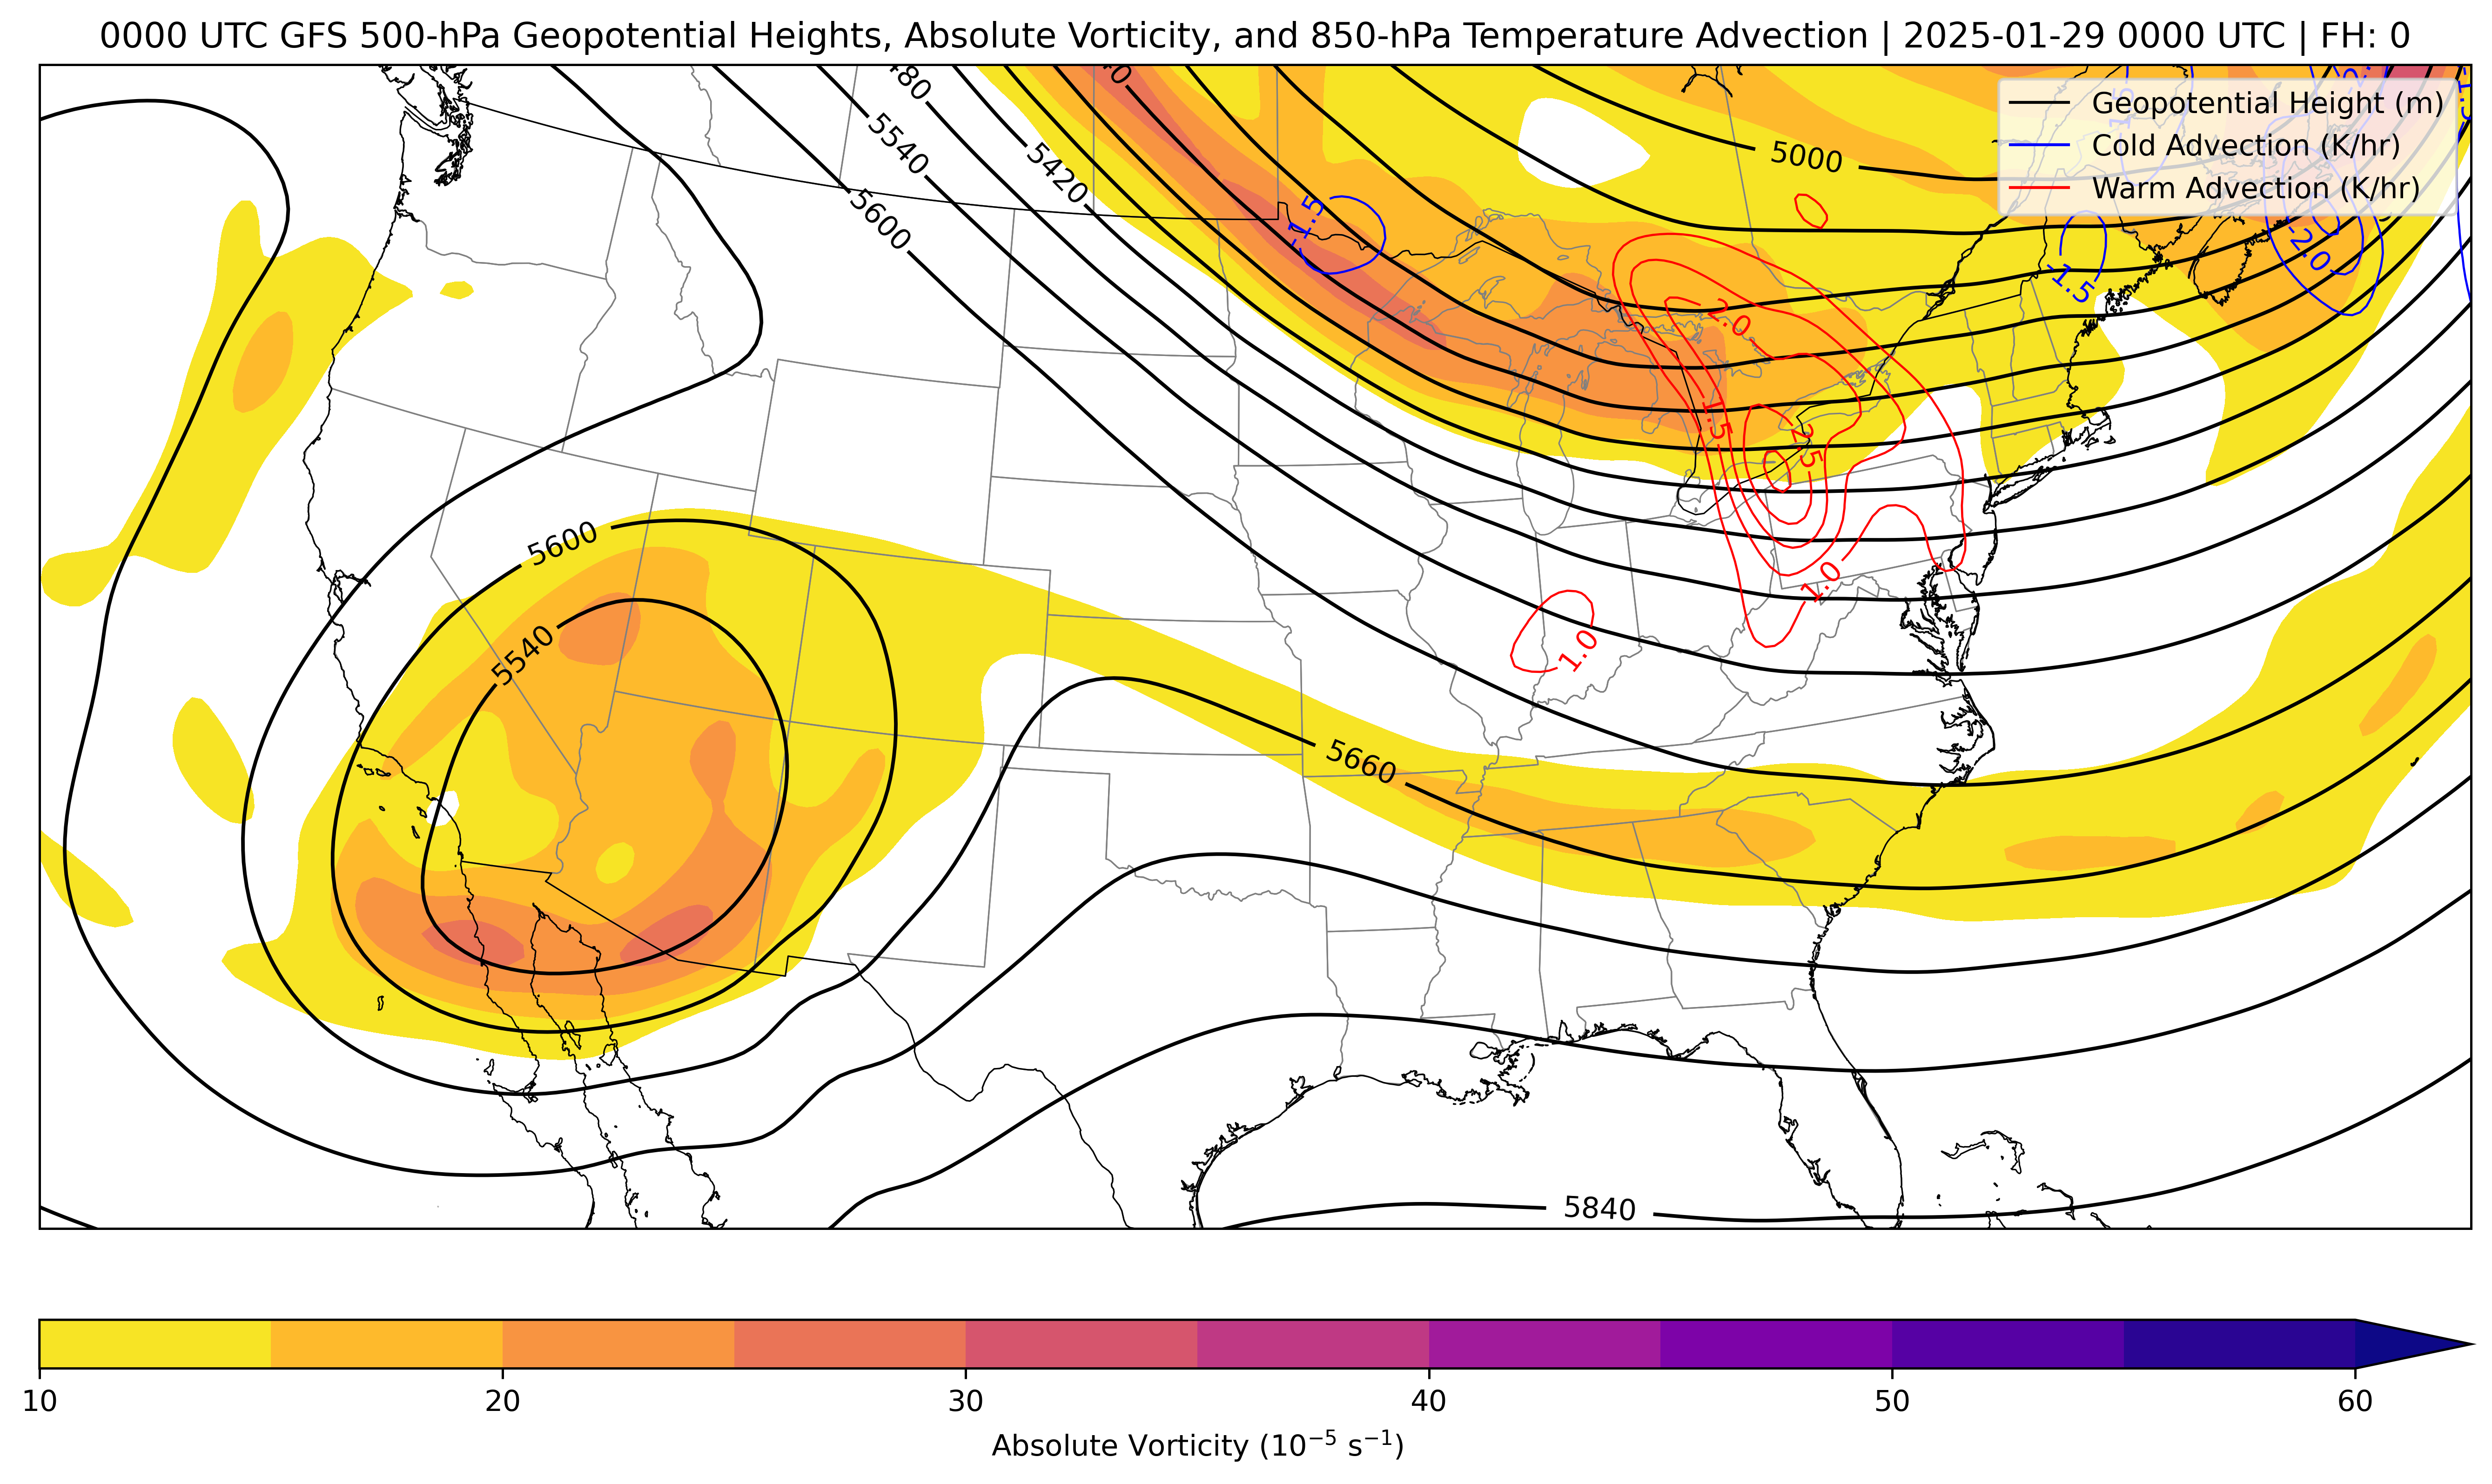 0000 UTC GFS 500-hPa Geopotential Heights, Absolute Vorticity, and 850-hPa Temperature Advection | 2025-01-29 0000 UTC | FH: 0
Geopotential Height (m)
Cold Advection (K/hr)
Warm Advection (K/hr)
5540
5420
5600
5000
-1.5
-1.5
-2.0
2.0
1.5
2.5
5600
5540
1.0
1.0
5660
5840
10 20 30 40 50 60
Absolute Vorticity (10⁻⁵ s⁻¹)